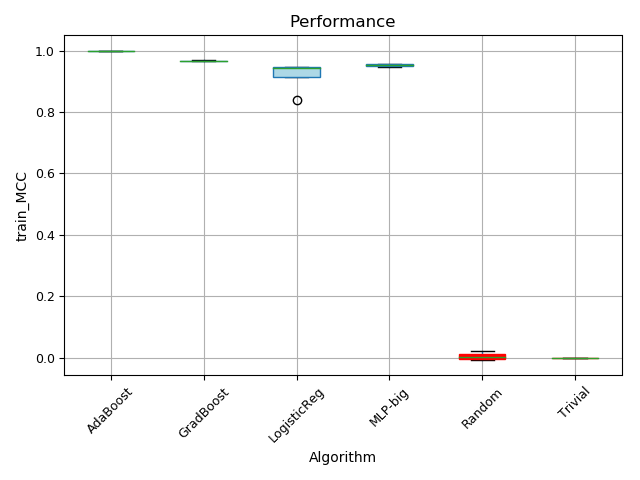 Performance
train_MCC
1.0
0.8
0.6
0.4
0.2
0.0
AdaBoost
GradBoost
LogisticReg
MLP-big
Random
Trivial
Algorithm